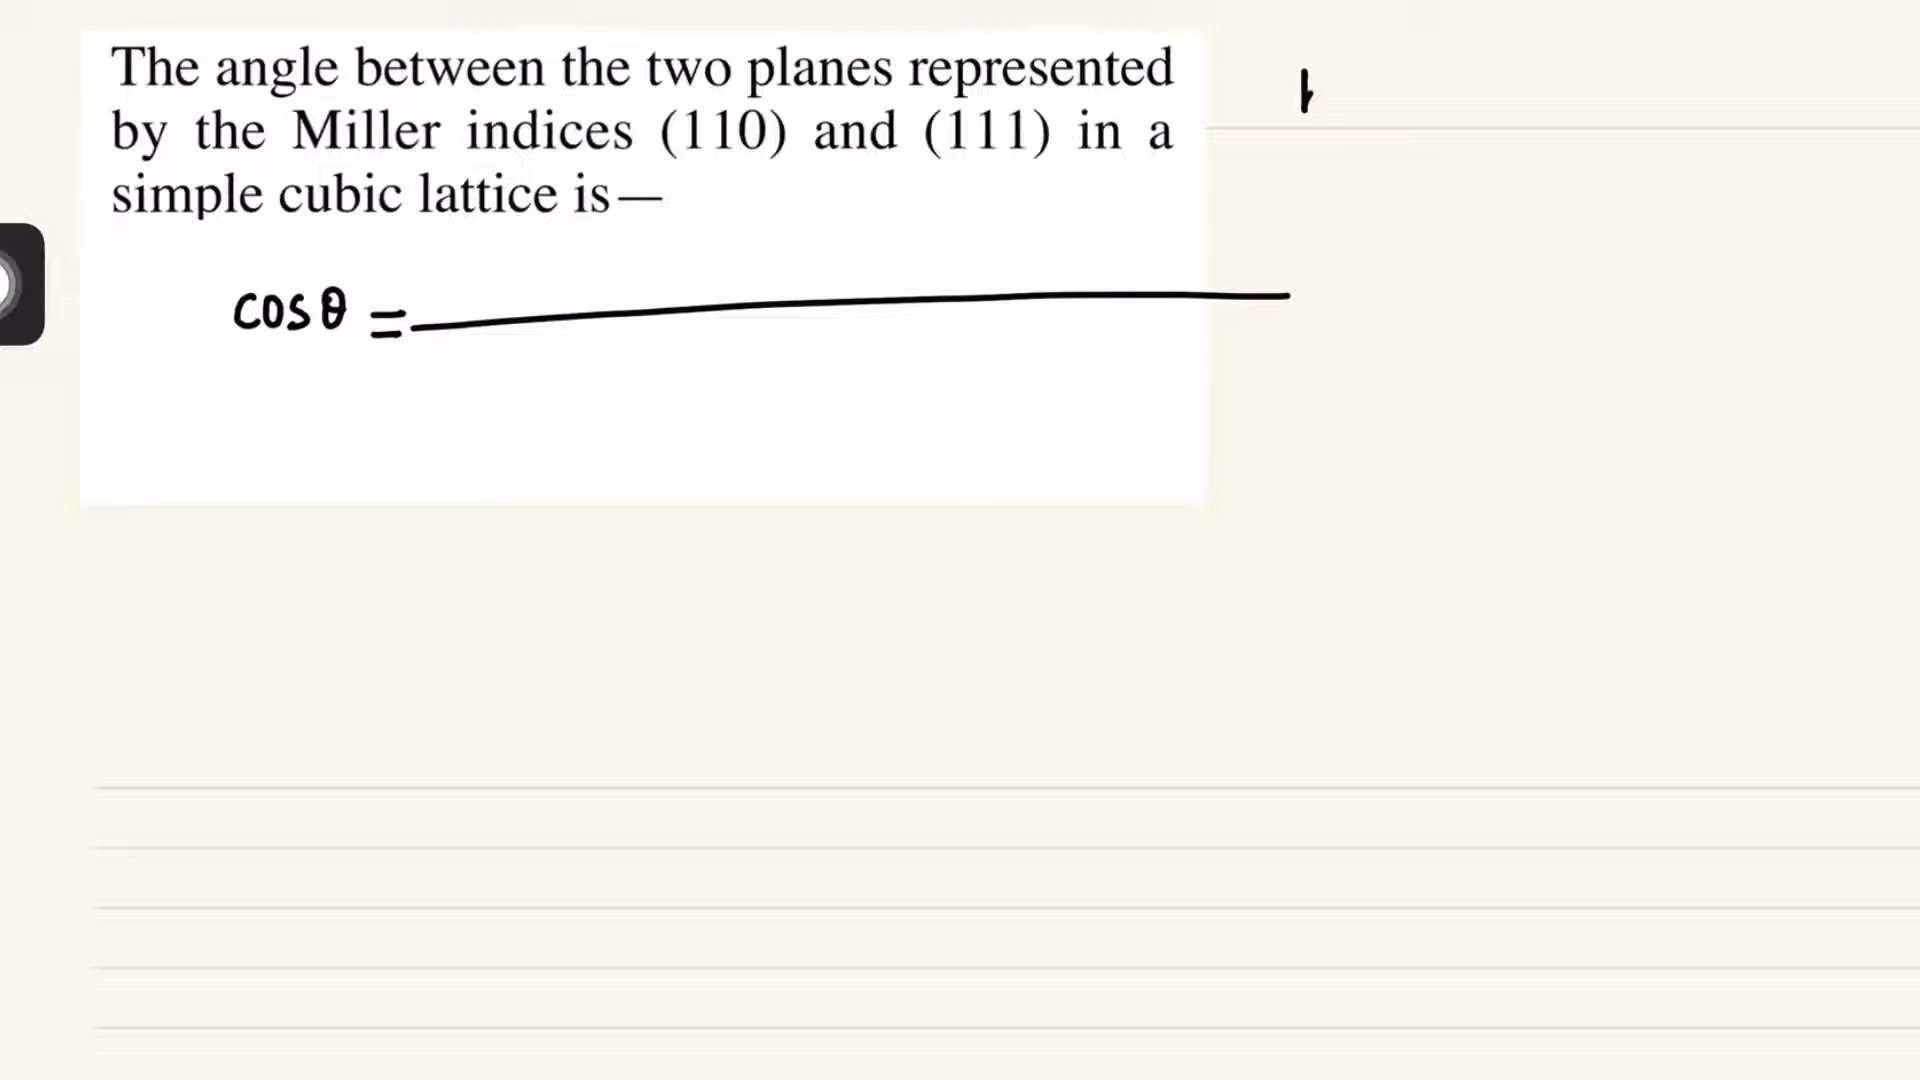 The angle between the two planes represented
by the Miller indices (110) and (111) in a
simple cubic lattice is—
cos θ =